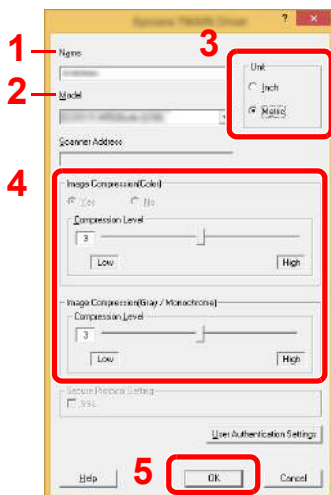 Kyocera TWAIN Driver ? ×
1 Name 3
Unit
Inch
2 Model
Metric
Scanner Address
4
Image Compression(Color)
Yes No
Compression Level
3
Low High
Image Compression(Gray / Monochrome)
Compression Level
3
Low High
Secure Protocol Setting
SSL
User Authentication Settings
5
Help OK Cancel